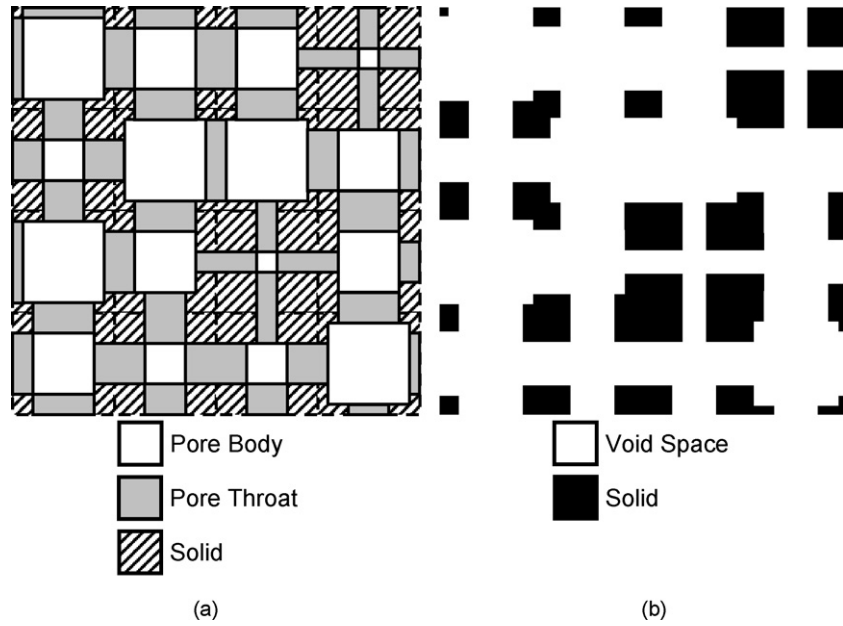 Pore Body
Void Space
Pore Throat
Solid
Solid
(a)
(b)